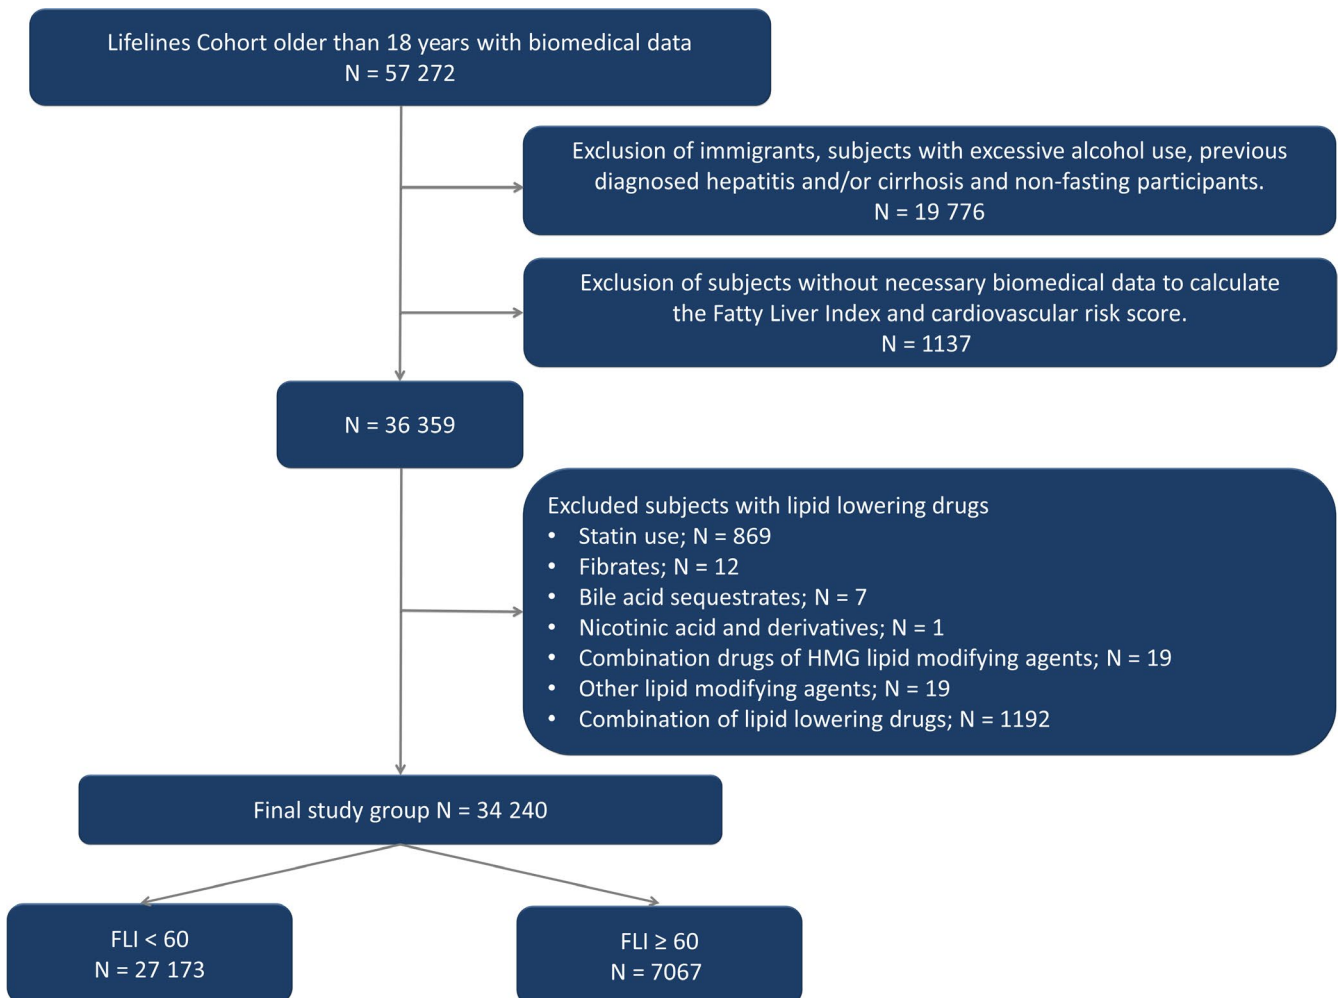 Lifelines Cohort older than 18 years with biomedical data
N = 57 272
Exclusion of immigrants, subjects with excessive alcohol use, previous
diagnosed hepatitis and/or cirrhosis and non-fasting participants.
N = 19 776
Exclusion of subjects without necessary biomedical data to calculate
the Fatty Liver Index and cardiovascular risk score.
N = 1137
N = 36 359
Excluded subjects with lipid lowering drugs
• Statin use; N = 869
• Fibrates; N = 12
• Bile acid sequestrates; N = 7
• Nicotinic acid and derivatives; N = 1
• Combination drugs of HMG lipid modifying agents; N = 19
• Other lipid modifying agents; N = 19
• Combination of lipid lowering drugs; N = 1192
Final study group N = 34 240
FLI < 60
N = 27 173
FLI ≥ 60
N = 7067